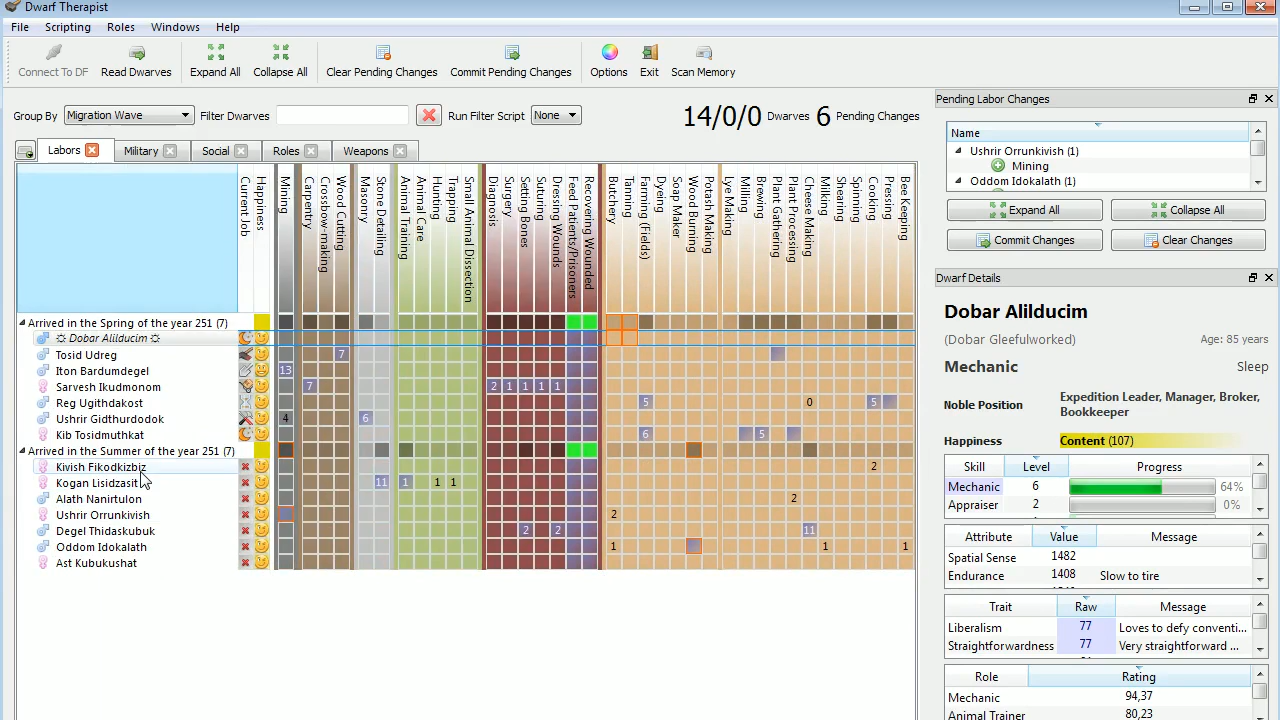 Dwarf Therapist
File Scripting Roles Windows Help
Connect To DF Read Dwarves Expand All Collapse All Clear Pending Changes Commit Pending Changes Options Exit Scan Memory
Group By Migration Wave Filter Dwarves Run Filter Script None 14/0/0 Dwarves 6 Pending Changes
Labors Military Social Roles Weapons
Current Job
Happiness
Mining
Carpentry
Crossbow-making
Wood Cutting
Masonry
Stone Detailing
Animal Training
Animal Care
Hunting
Trapping
Small Animal Dissection
Diagnosis
Surgery
Setting Bones
Suturing
Dressing Wounds
Feed Patients/Prisoners
Recovering Wounded
Butchery
Tanning
Farming (Fields)
Dyeing
Soap Maker
Wood Burning
Potash Making
Lye Making
Milling
Brewing
Plant Gathering
Plant Processing
Cheese Making
Milking
Shearing
Spinning
Cooking
Pressing
Bee Keeping
Arrived in the Spring of the year 251 (7)
☼ Dobar Alilducim ☼
Tosid Udreg 7
Iton Bardumdegel 13
Sarvesh Ikudmonom 7 2 1 1 1 1
Reg Ugithdakost 5 0 5
Ushrir Gidthurdodok 4 6
Kib Tosidmuthkat 6 5
Arrived in the Summer of the year 251 (7)
Kivish Fikodkizbiz 2
Kogan Lisidzasit 11 1 1 1
Alath Nanirtulon 2
Ushrir Orrunkivish 2
Degel Thidaskubuk 2 2 11
Oddom Idokalath 1 1 1
Ast Kubukushat
Pending Labor Changes
Name
Ushrir Orrunkivish (1)
Mining
Oddom Idokalath (1)
Expand All Collapse All
Commit Changes Clear Changes
Dwarf Details
Dobar Alilducim
(Dobar Gleefulworked) Age: 85 years
Mechanic Sleep
Noble Position Expedition Leader, Manager, Broker,
Bookkeeper
Happiness Content (107)
Skill Level Progress
Mechanic 6 64%
Appraiser 2 0%
Attribute Value Message
Spatial Sense 1482
Endurance 1408 Slow to tire
Trait Raw Message
Liberalism 77 Loves to defy conventi...
Straightforwardness 77 Very straightforward ...
Role Rating
Mechanic 94,37
Animal Trainer 80,23